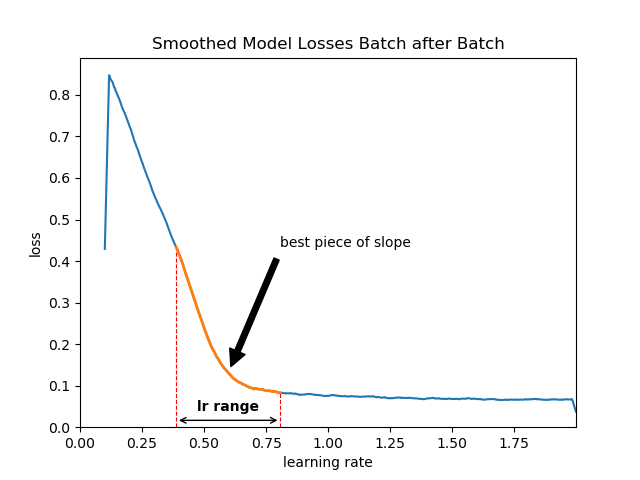 Smoothed Model Losses Batch after Batch
0.8
0.7
0.6
0.5
0.4
0.3
0.2
0.1
0.0
loss
best piece of slope
lr range
0.00 0.25 0.50 0.75 1.00 1.25 1.50 1.75
learning rate